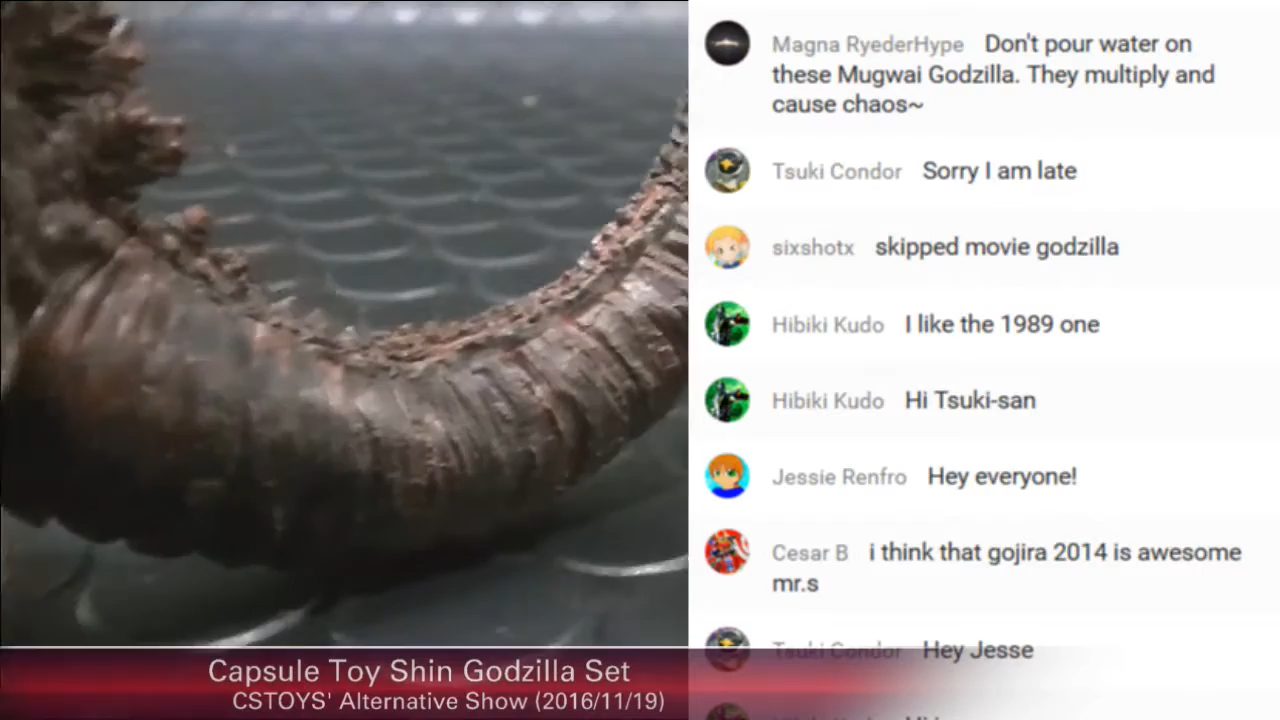 Magna RyederHype Don't pour water on
these Mugwai Godzilla. They multiply and
cause chaos~
Tsuki Condor Sorry I am late
sixshotx skipped movie godzilla
Hibiki Kudo I like the 1989 one
Hibiki Kudo Hi Tsuki-san
Jessie Renfro Hey everyone!
Cesar B i think that gojira 2014 is awesome
mr.s
Tsuki Condor Hey Jesse
Capsule Toy Shin Godzilla Set
CSTOYS' Alternative Show (2016/11/19)